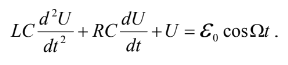 LC d²U/dt² + RC dU/dt + U = ℰ₀ cos Ωt .